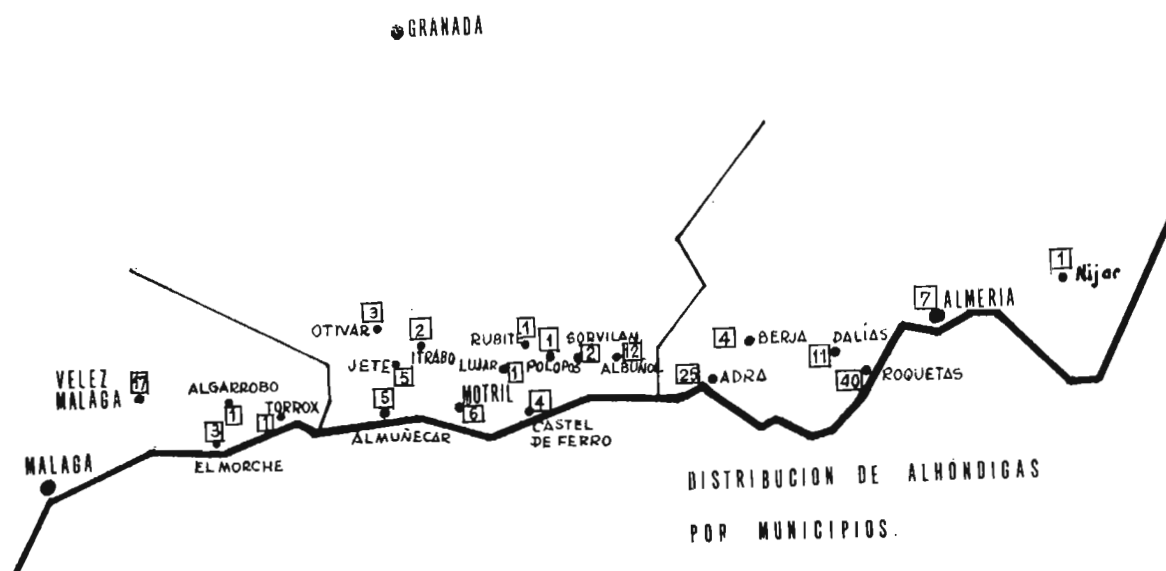 GRANADA
1
Nijar
7
ALMERIA
3
OTIVAR
2
ITRABO
RUBITE
1
1
SORVILAN
2
12
ALBUÑOL
4
BERJA
DALÍAS
11
JETE
5
LUJAR
1
POLOPOS
25
ADRA
40
ROQUETAS
VELEZ
MALAGA
17
ALGARROBO
1
TORROX
1
5
ALMUÑECAR
MOTRIL
6
4
CASTEL
DE FERRO
3
EL MORCHE
MALAGA
DISTRIBUCION DE ALHÓNDIGAS
POR MUNICIPIOS.